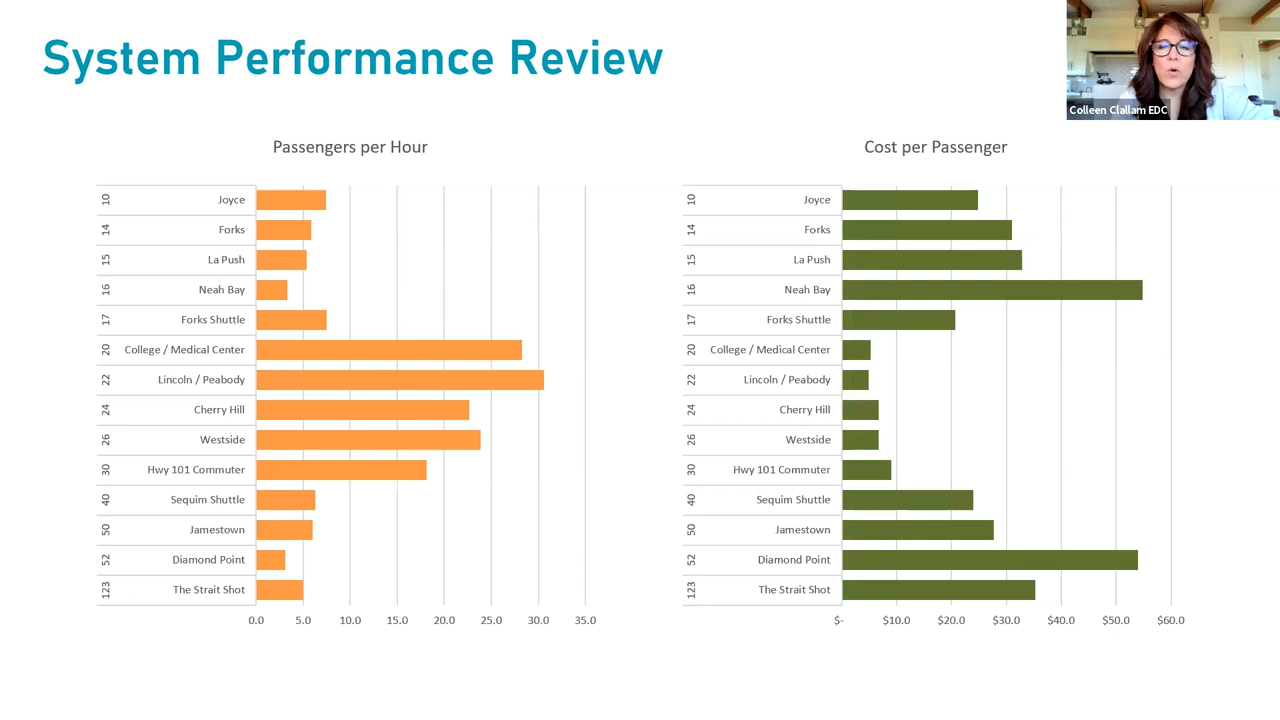 System Performance Review
Colleen Clallam EDC
Passengers per Hour
10 Joyce
14 Forks
15 La Push
16 Neah Bay
17 Forks Shuttle
20 College / Medical Center
22 Lincoln / Peabody
24 Cherry Hill
26 Westside
30 Hwy 101 Commuter
40 Sequim Shuttle
50 Jamestown
52 Diamond Point
123 The Strait Shot
0.0 5.0 10.0 15.0 20.0 25.0 30.0 35.0
Cost per Passenger
10 Joyce
14 Forks
15 La Push
16 Neah Bay
17 Forks Shuttle
20 College / Medical Center
22 Lincoln / Peabody
24 Cherry Hill
26 Westside
30 Hwy 101 Commuter
40 Sequim Shuttle
50 Jamestown
52 Diamond Point
123 The Strait Shot
$- $10.0 $20.0 $30.0 $40.0 $50.0 $60.0